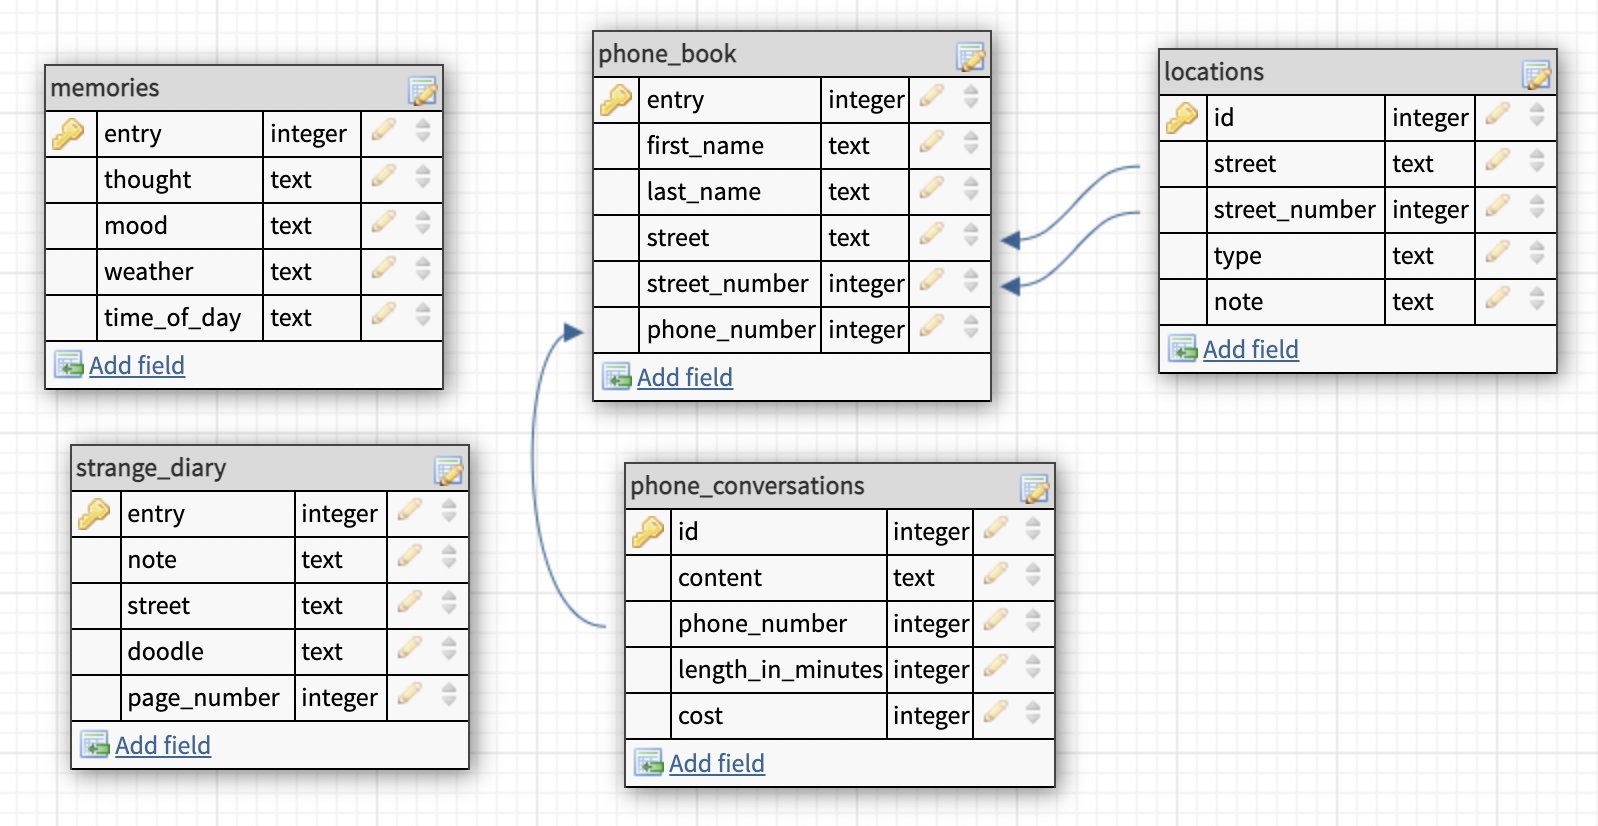 memories
entry integer
thought text
mood text
weather text
time_of_day text
Add field
phone_book
entry integer
first_name text
last_name text
street text
street_number integer
phone_number integer
Add field
locations
id integer
street text
street_number integer
type text
note text
Add field
strange_diary
entry integer
note text
street text
doodle text
page_number integer
Add field
phone_conversations
id integer
content text
phone_number integer
length_in_minutes integer
cost integer
Add field